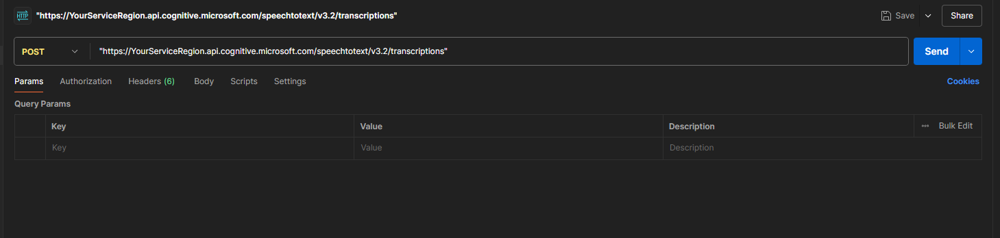 HTTP "https://YourServiceRegion.api.cognitive.microsoft.com/speechtotext/v3.2/transcriptions" Save Share
POST "https://YourServiceRegion.api.cognitive.microsoft.com/speechtotext/v3.2/transcriptions" Send
Params Authorization Headers (6) Body Scripts Settings Cookies
Query Params
Key Value Description ••• Bulk Edit
Key Value Description